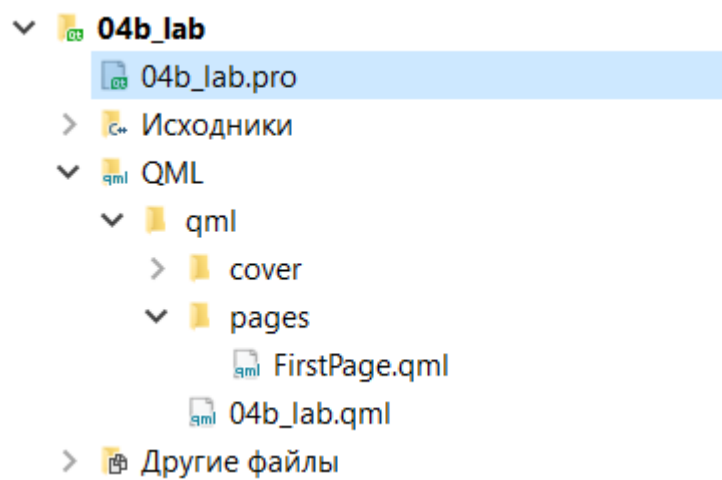 04b_lab
04b_lab.pro
Исходники
QML
qml
cover
pages
FirstPage.qml
04b_lab.qml
Другие файлы